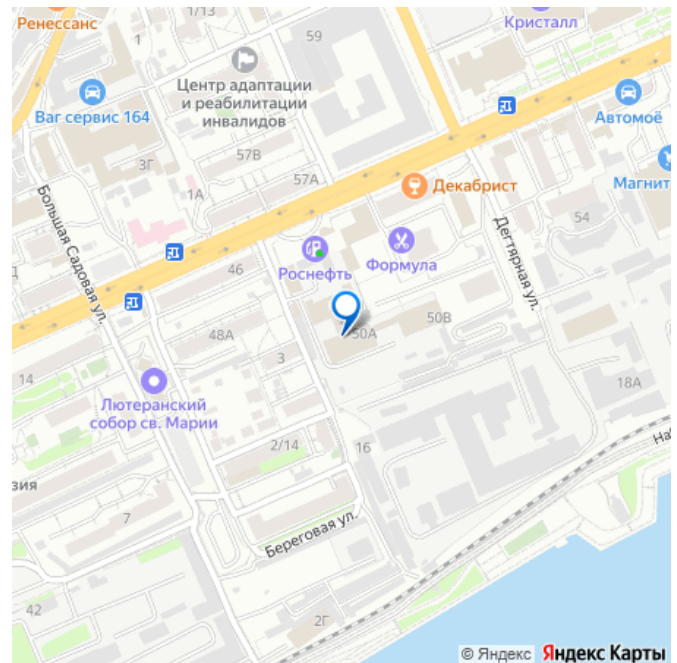 Ренессанс
1/13
59
Кристалл
1
Центр адаптации
и реабилитации
инвалидов
Ваг сервис 164
Автомоё
3Г
57В
57А
1А
Декабрист
Магнит
Большая Садовая ул.
54
Дегтярная ул.
Формула
Роснефть
46
50А
50В
48А
3
14
18А
Лютеранский
собор св. Марии
2/14
16
Наб
зия
7
Береговая ул.
42
2Г
© Яндекс Яндекс Карты